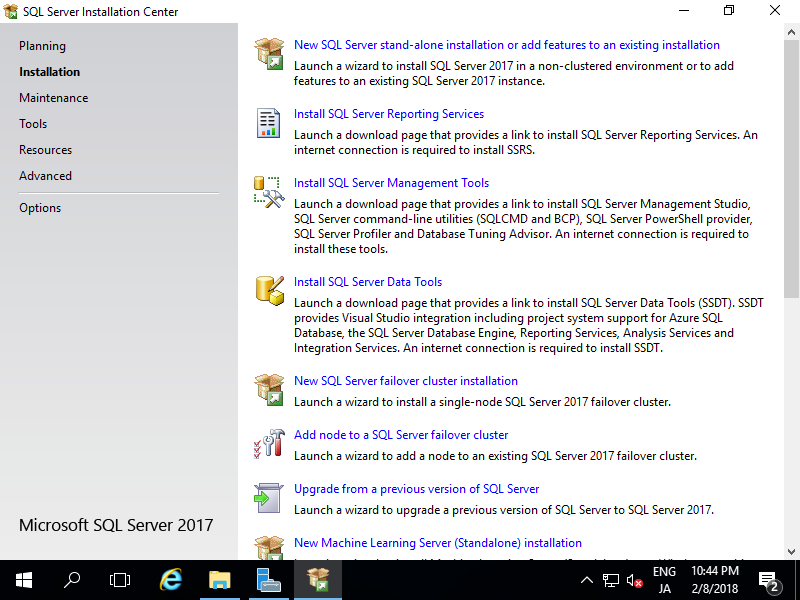 SQL Server Installation Center
Planning
Installation
Maintenance
Tools
Resources
Advanced
Options
Microsoft SQL Server 2017
New SQL Server stand-alone installation or add features to an existing installation
Launch a wizard to install SQL Server 2017 in a non-clustered environment or to add
features to an existing SQL Server 2017 instance.
Install SQL Server Reporting Services
Launch a download page that provides a link to install SQL Server Reporting Services. An
internet connection is required to install SSRS.
Install SQL Server Management Tools
Launch a download page that provides a link to install SQL Server Management Studio,
SQL Server command-line utilities (SQLCMD and BCP), SQL Server PowerShell provider,
SQL Server Profiler and Database Tuning Advisor. An internet connection is required to
install these tools.
Install SQL Server Data Tools
Launch a download page that provides a link to install SQL Server Data Tools (SSDT). SSDT
provides Visual Studio integration including project system support for Azure SQL
Database, the SQL Server Database Engine, Reporting Services, Analysis Services and
Integration Services. An internet connection is required to install SSDT.
New SQL Server failover cluster installation
Launch a wizard to install a single-node SQL Server 2017 failover cluster.
Add node to a SQL Server failover cluster
Launch a wizard to add a node to an existing SQL Server 2017 failover cluster.
Upgrade from a previous version of SQL Server
Launch a wizard to upgrade a previous version of SQL Server to SQL Server 2017.
New Machine Learning Server (Standalone) installation
ENG
JA
10:44 PM
2/8/2018
2